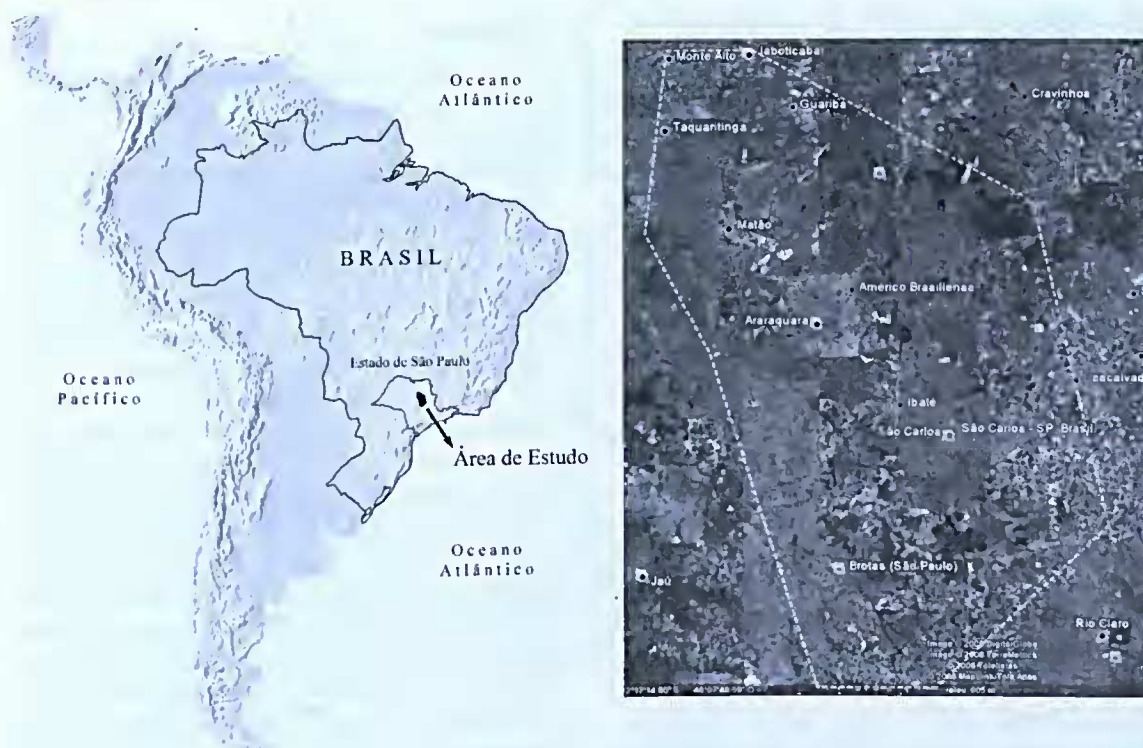 Oceano
Atlântico
BRASIL
Estado de São Paulo
Oceano
Pacífico
Área de Estudo
Oceano
Atlântico
Monte Alto
Jaboticabal
Guariba
Cravinhos
Taquaritinga
Matão
Américo Brasiliense
Araraquara
Ibaté
São Carlos
São Carlos - SP, Brasil
Brotas (São Paulo)
Jaú
Rio Claro